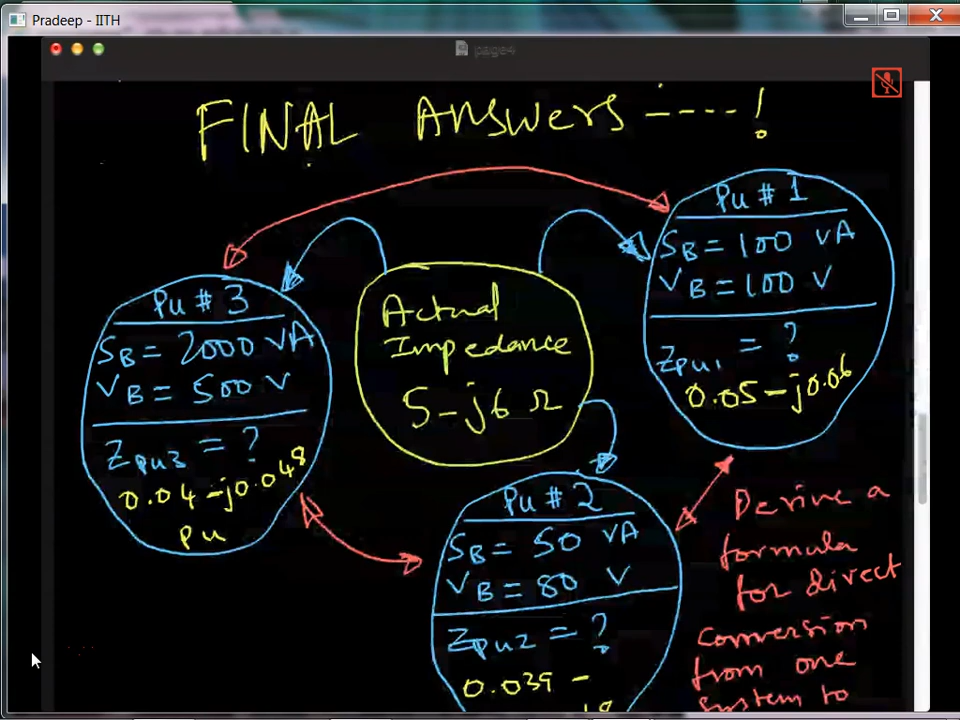 Pradeep - IITH
page4
FINAL Answers ----!
Pu # 1
SB = 100 VA
VB = 100 V
Zpu1 = ?
0.05 - j0.06
Pu # 3
SB = 2000 VA
VB = 500 V
Zpu3 = ?
0.04 - j0.048
Pu
Actual
Impedance
5 - j6 Ω
Pu # 2
SB = 50 VA
VB = 80 V
Zpu2 = ?
0.039 -
Derive a
formula
for direct
conversion
from one
system to